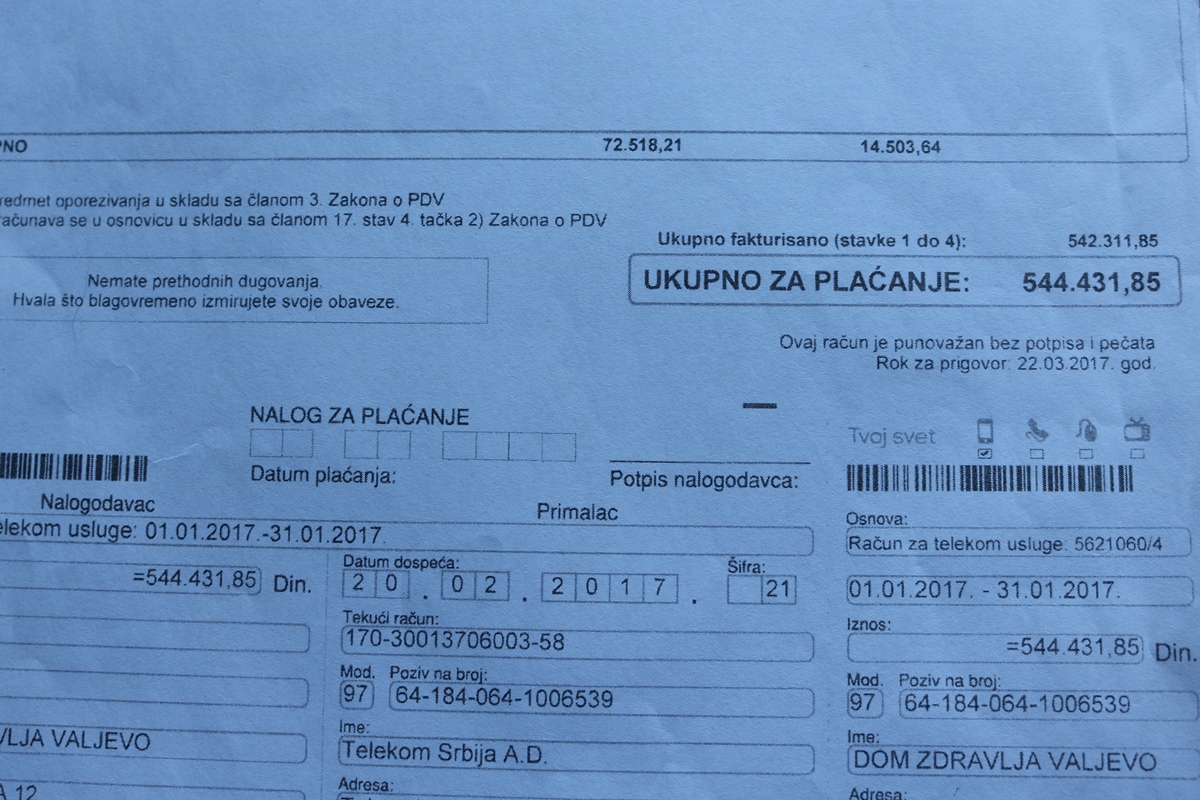 72.518,21 14.503,64
oporezivanja u skladu sa članom 3. Zakona o PDV
se u osnovicu u skladu sa članom 17. stav 4. tačka 2) Zakona o PDV
Ukupno fakturisano (stavke 1 do 4): 542.311,85
Nemate prethodnih dugovanja.
Hvala što blagovremeno izmirujete svoje obaveze.
UKUPNO ZA PLAĆANJE: 544.431,85
Ovaj račun je punovažan bez potpisa i pečata
Rok za prigovor: 22.03.2017. god.
NALOG ZA PLAĆANJE
Datum plaćanja:
Potpis nalogodavca:
Tvoj svet
Nalogodavac
Primalac
usluge: 01.01.2017.-31.01.2017.
=544.431,85 Din.
Datum dospeća:
20.02.2017.
Šifra:
21
Tekući račun:
170-30013706003-58
Mod. Poziv na broj:
97 64-184-064-1006539
VALJEVO
Ime:
Telekom Srbija A.D.
12
Adresa:
Osnova:
Račun za telekom usluge: 5621060/4
01.01.2017. - 31.01.2017.
Iznos:
=544.431,85 Din.
Mod. Poziv na broj:
97 64-184-064-1006539
Ime:
DOM ZDRAVLJA VALJEVO
Adresa: